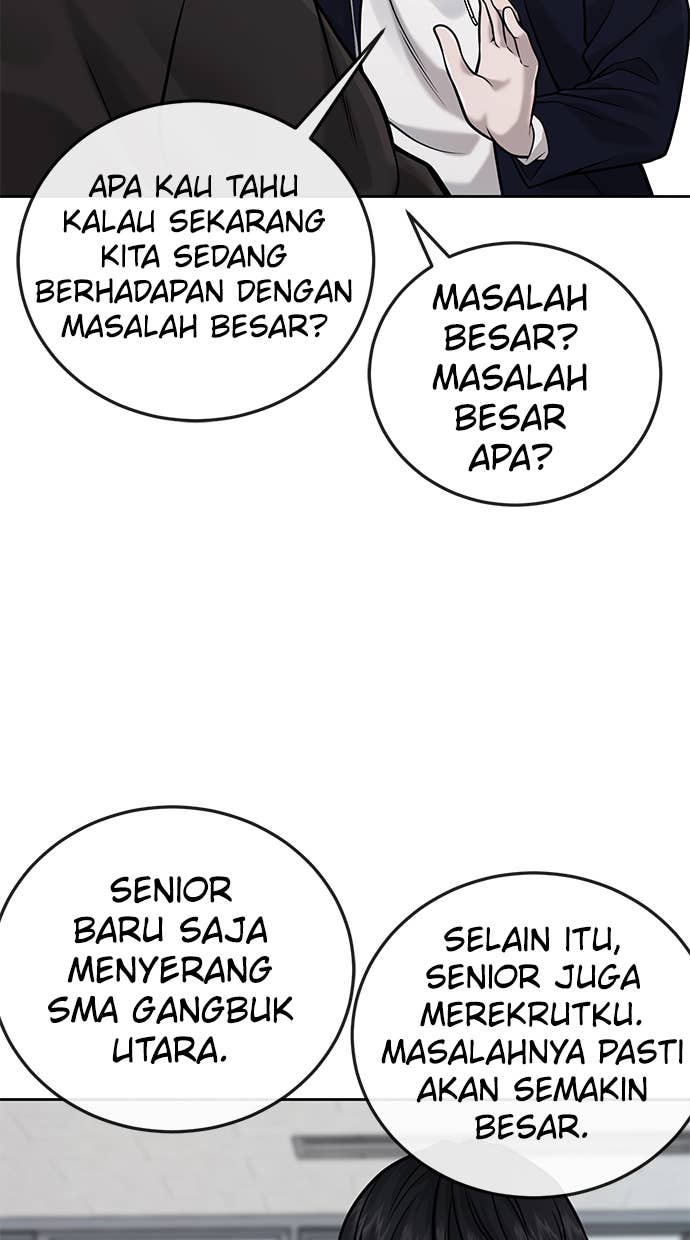 APA KAU TAHU
KALAU SEKARANG
KITA SEDANG
BERHADAPAN DENGAN
MASALAH BESAR?
MASALAH
BESAR?
MASALAH
BESAR
APA?
SENIOR
BARU SAJA
MENYERANG
SMA GANGBUK
UTARA.
SELAIN ITU,
SENIOR JUGA
MEREKRUTKU.
MASALAHNYA PASTI
AKAN SEMAKIN
BESAR.